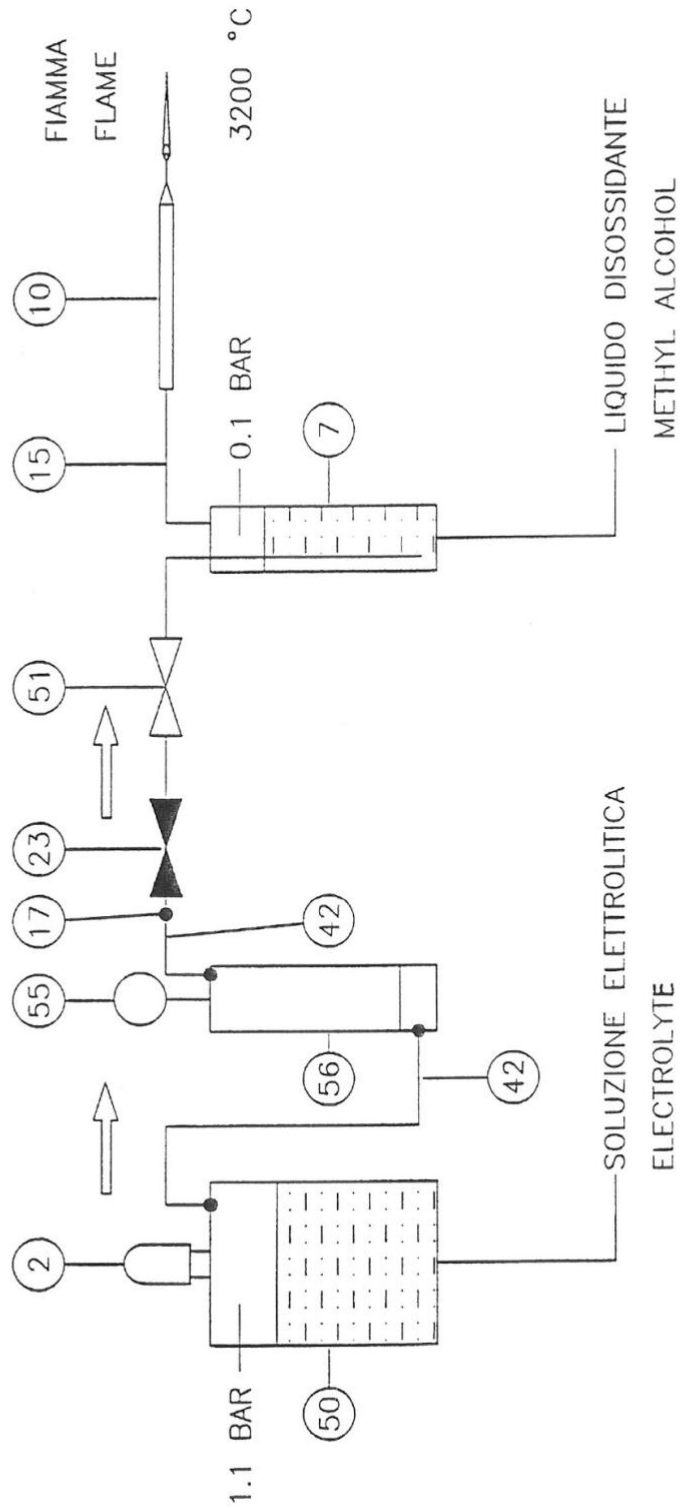 FIAMMA
FLAME
3200 °C
10
15
0.1 BAR
7
LIQUIDO DISOSSIDANTE
METHYL ALCOHOL
51
23
17
42
55
56
42
2
1.1 BAR
50
SOLUZIONE ELETTROLITICA
ELECTROLYTE